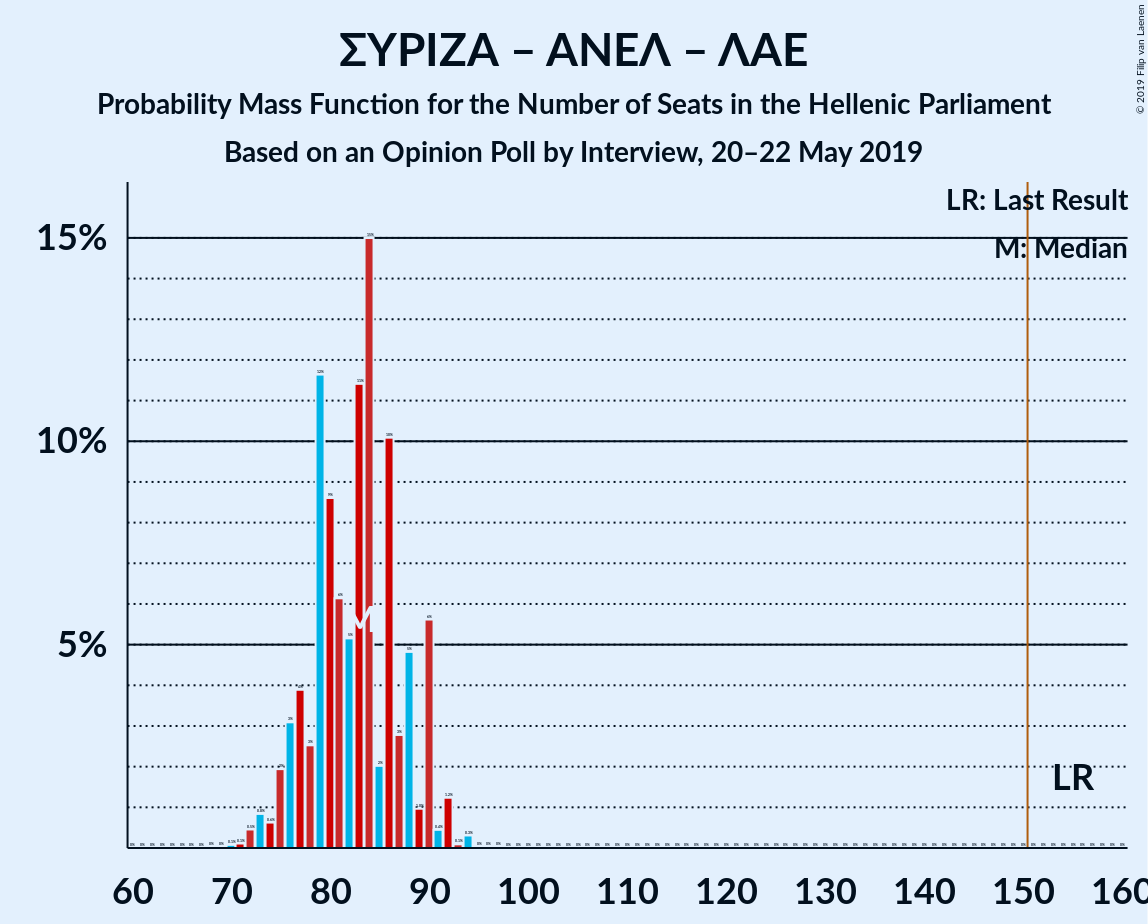 ΣΥΡΙΖΑ – ΑΝΕΛ – ΛΑΕ
Probability Mass Function for the Number of Seats in the Hellenic Parliament
Based on an Opinion Poll by Interview, 20–22 May 2019
© 2019 Filip van Laenen
LR: Last Result
M: Median
15%
10%
5%
M
LR
60 70 80 90 100 110 120 130 140 150 160